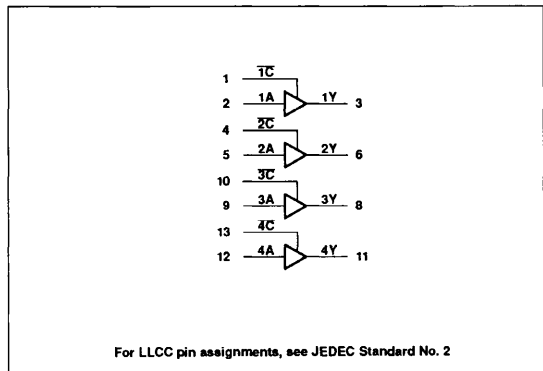 1 1C
2 1A 1Y 3
4 2C
5 2A 2Y 6
10 3C
9 3A 3Y 8
13 4C
12 4A 4Y 11
For LLCC pin assignments, see JEDEC Standard No. 2